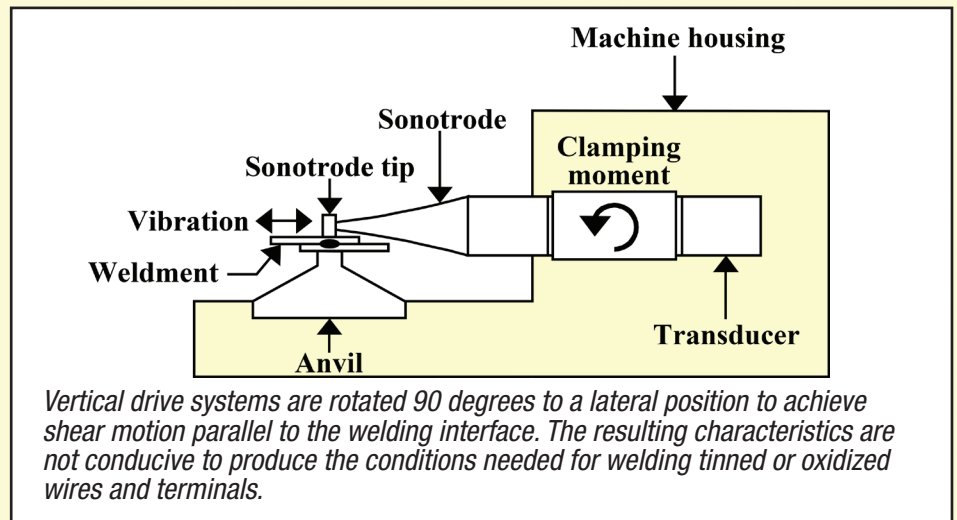 Machine housing
Sonotrode
Clamping
moment
Sonotrode tip
Vibration
Weldment
Transducer
Anvil
Vertical drive systems are rotated 90 degrees to a lateral position to achieve
shear motion parallel to the welding interface. The resulting characteristics are
not conducive to produce the conditions needed for welding tinned or oxidized
wires and terminals.